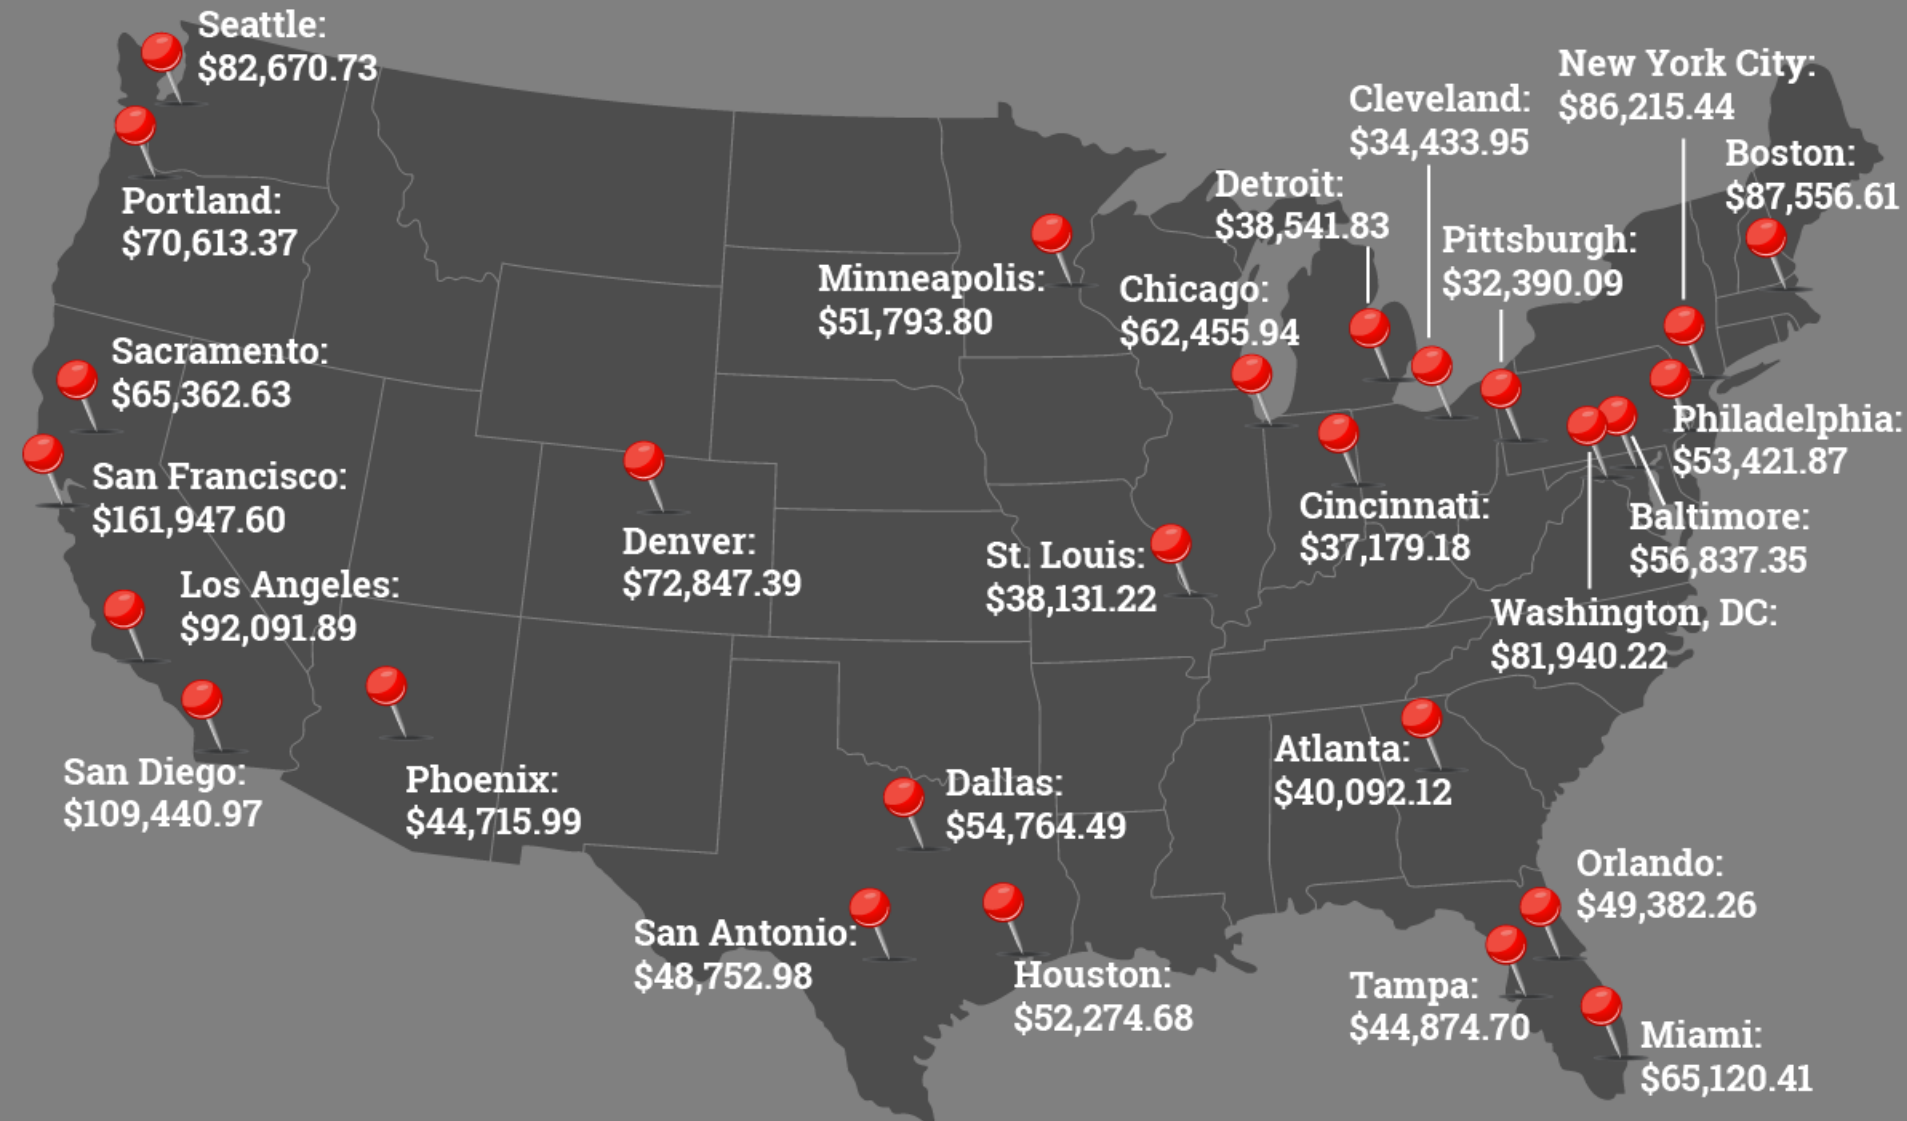 Seattle:
$82,670.73
New York City:
$86,215.44
Cleveland:
$34,433.95
Boston:
$87,556.61
Detroit:
$38,541.83
Portland:
$70,613.37
Pittsburgh:
$32,390.09
Minneapolis:
$51,793.80
Chicago:
$62,455.94
Sacramento:
$65,362.63
Philadelphia:
$53,421.87
San Francisco:
$161,947.60
Cincinnati:
$37,179.18
Baltimore:
$56,837.35
Denver:
$72,847.39
St. Louis:
$38,131.22
Los Angeles:
$92,091.89
Washington, DC:
$81,940.22
Atlanta:
$40,092.12
San Diego:
$109,440.97
Phoenix:
$44,715.99
Dallas:
$54,764.49
Orlando:
$49,382.26
San Antonio:
$48,752.98
Houston:
$52,274.68
Tampa:
$44,874.70
Miami:
$65,120.41